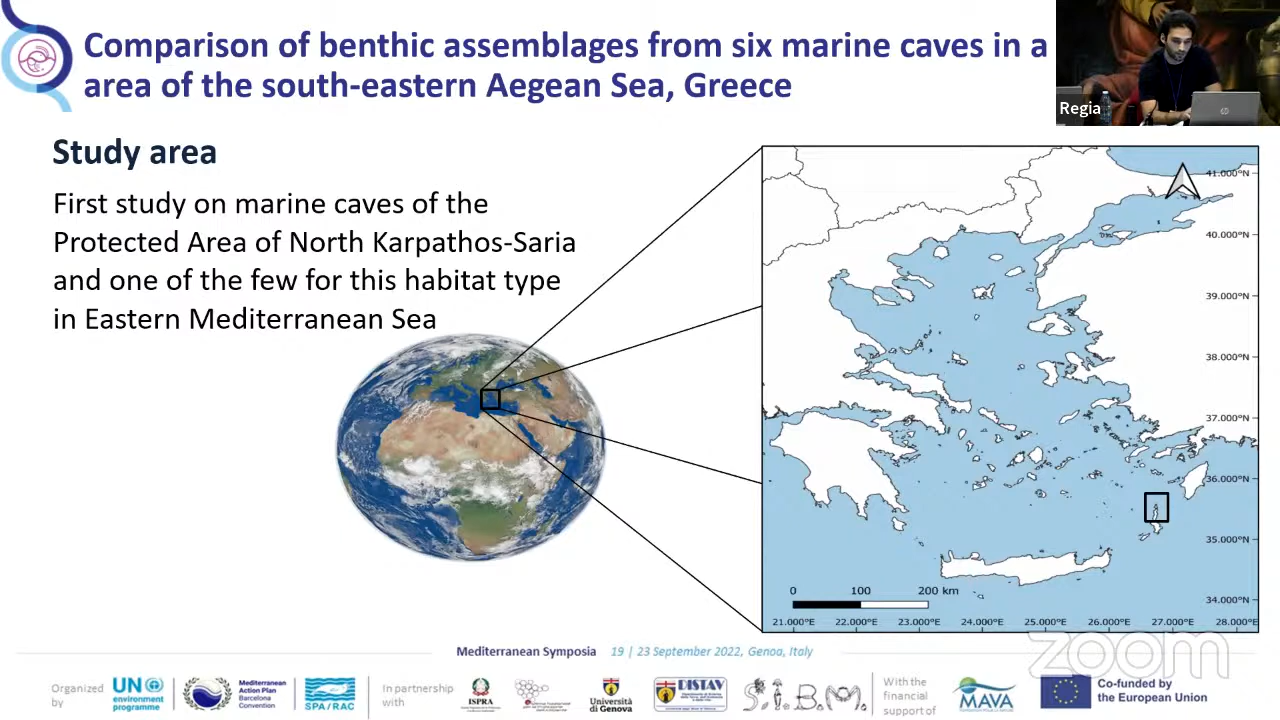 Comparison of benthic assemblages from six marine caves in a
area of the south-eastern Aegean Sea, Greece
Regia
Study area
First study on marine caves of the
Protected Area of North Karpathos-Saria
and one of the few for this habitat type
in Eastern Mediterranean Sea
41.000°N
40.000°N
39.000°N
38.000°N
37.000°N
36.000°N
35.000°N
34.000°N
0 100 200 km
21.000°E 22.000°E 23.000°E 24.000°E 25.000°E 26.000°E 27.000°E 28.000°E
zoom
Mediterranean Symposia 19 | 23 September 2022, Genoa, Italy
Organized
by
UN
environment
programme
Mediterranean
Action Plan
Barcelona
Convention
SPA/RAC
In partnership
with
ISPRA
Università
di Genova
DISTAV
S.I.B.M.
With the
financial
support of
MAVA
Co-funded by
the European Union